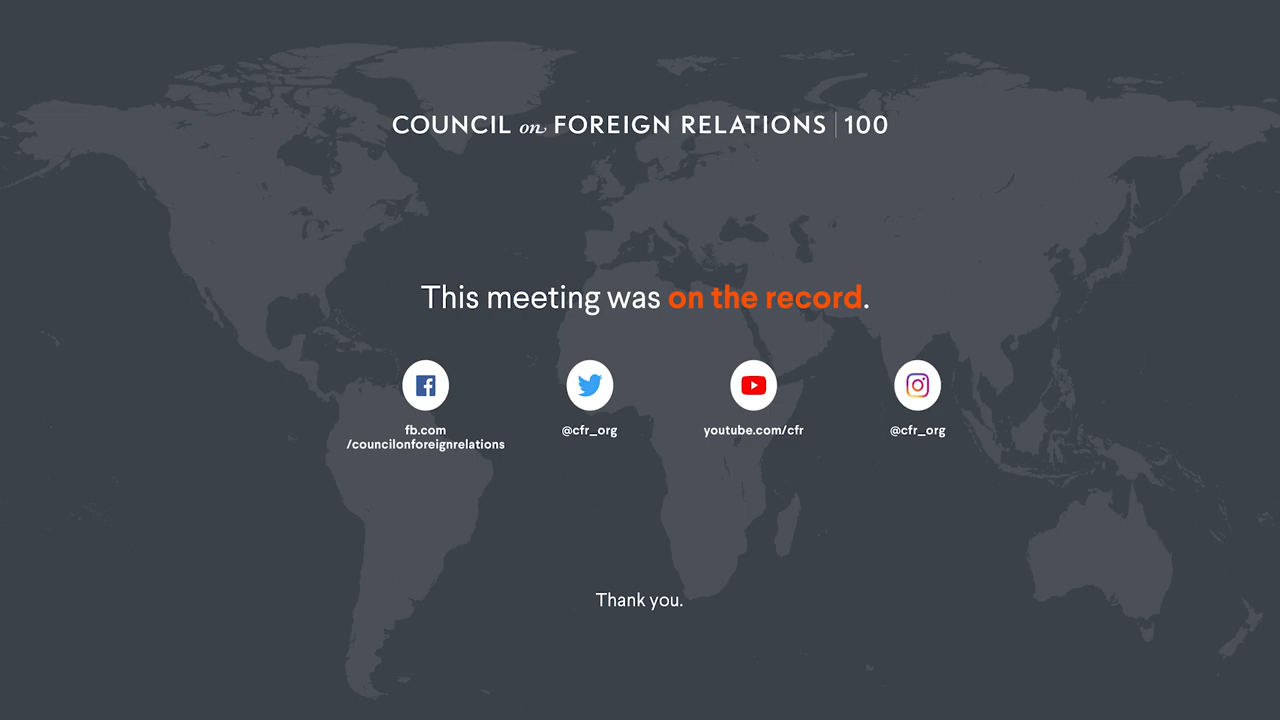 COUNCIL on FOREIGN RELATIONS | 100
This meeting was on the record.
fb.com
/councilonforeignrelations
@cfr_org
youtube.com/cfr
@cfr_org
Thank you.